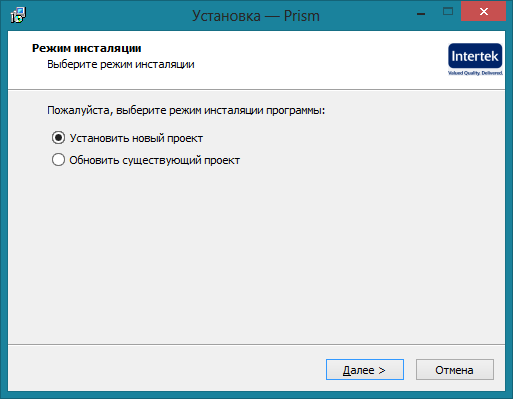 Установка — Prism
Режим инсталяции
Выберите режим инсталяции
Intertek
Valued Quality. Delivered.
Пожалуйста, выберите режим инсталяции программы:
Установить новый проект
Обновить существующий проект
Далее >
Отмена